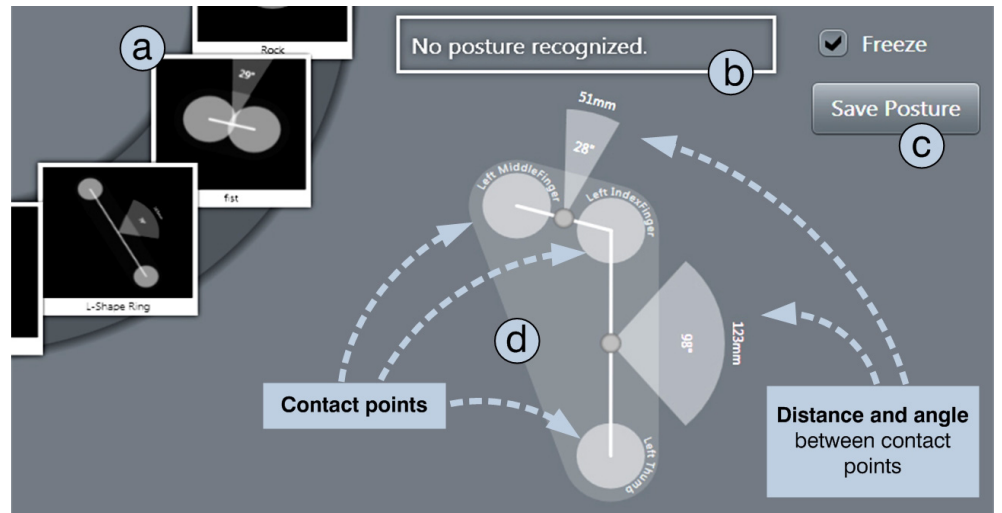 a
Rock
29°
fist
L-Shape Ring
No posture recognized.
b
Freeze
Save Posture
c
51mm
28°
Left MiddleFinger
Left IndexFinger
d
98°
123mm
Left Thumb
Contact points
Distance and angle
between contact
points